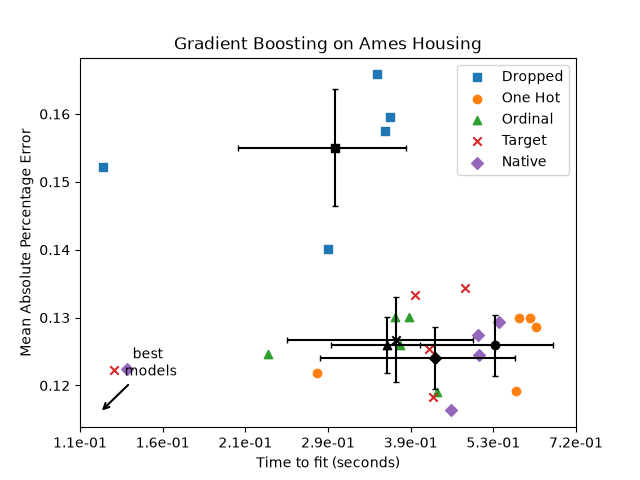 Gradient Boosting on Ames Housing
Mean Absolute Percentage Error
0.16
0.15
0.14
0.13
0.12
Dropped
One Hot
Ordinal
Target
Native
best
models
1.1e-01 1.6e-01 2.1e-01 2.9e-01 3.9e-01 5.3e-01 7.2e-01
Time to fit (seconds)